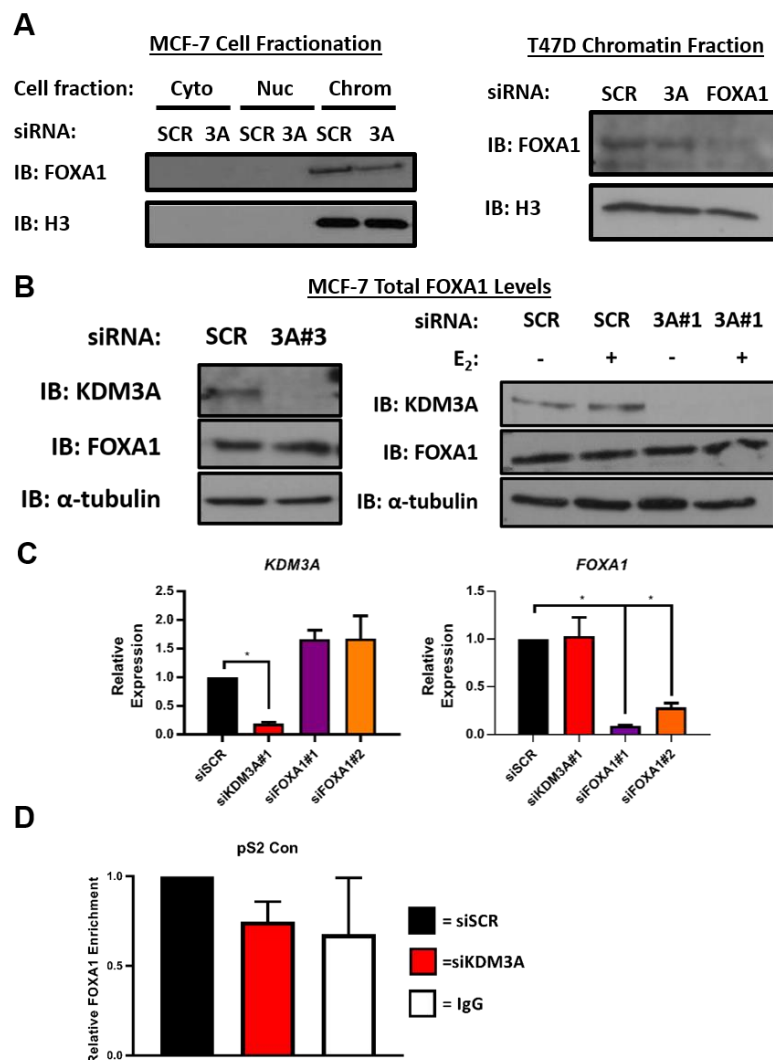 A
MCF-7 Cell Fractionation
Cell fraction: Cyto Nuc Chrom
siRNA: SCR 3A SCR 3A SCR 3A
IB: FOXA1
IB: H3
T47D Chromatin Fraction
siRNA: SCR 3A FOXA1
IB: FOXA1
IB: H3
B
MCF-7 Total FOXA1 Levels
siRNA: SCR 3A#3
IB: KDM3A
IB: FOXA1
IB: α-tubulin
siRNA: SCR SCR 3A#1 3A#1
E₂: - + - +
IB: KDM3A
IB: FOXA1
IB: α-tubulin
C
KDM3A
Relative
Expression
2.5
2.0
1.5
1.0
0.5
0.0
*
siSCR
siKDM3A#1
siFOXA1#1
siFOXA1#2
FOXA1
Relative
Expression
1.5
1.0
0.5
0.0
* *
siSCR
siKDM3A#1
siFOXA1#1
siFOXA1#2
D
pS2 Con
Relative FOXA1 Enrichment
1.0
0.5
0.0
= siSCR
=siKDM3A
= IgG